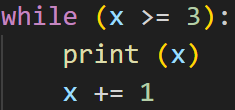 while (x >= 3):
    print (x)
    x += 1